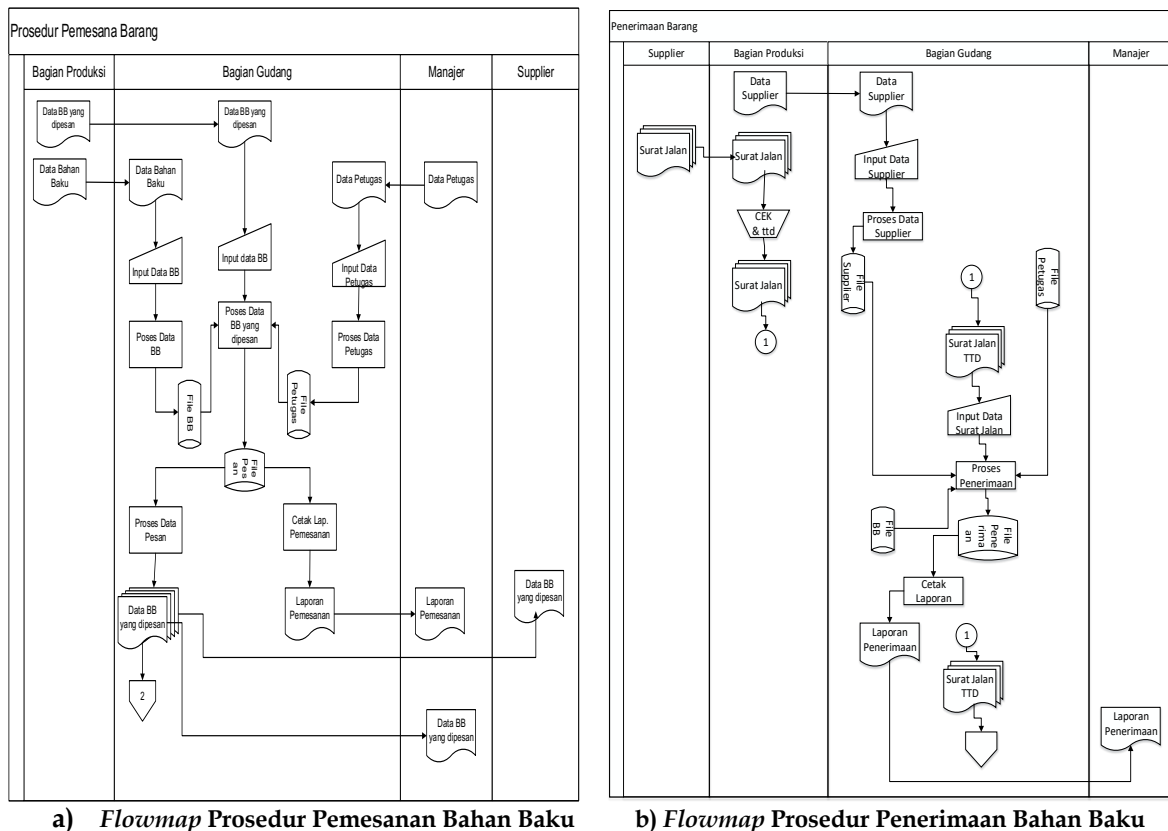 Prosedur Pemesana Barang
Bagian Produksi
Bagian Gudang
Manajer
Supplier
Data BB yang
dipesan
Data BB yang
dipesan
Data Bahan
Baku
Data Bahan
Baku
Data Petugas
Data Petugas
Input Data BB
Input data BB
Input Data
Petugas
Poses Data
BB
Poses Data
BB yang
dipesan
Proses Data
Petugas
File BB
File
Petugas
File
Pes
an
Proses Data
Pesan
Cetak Lap.
Pemesanan
Data BB
yang dipesan
Laporan
Pemesanan
Laporan
Pemesanan
Data BB
yang dipesan
2
Data BB
yang dipesan
a) Flowmap Prosedur Pemesanan Bahan Baku
Penerimaan Barang
Supplier
Bagian Produksi
Bagian Gudang
Manajer
Data
Supplier
Data
Supplier
Surat Jalan
Surat Jalan
Input Data
Supplier
CEK
& ttd
Proses Data
Supplier
Surat Jalan
File
Supplier
1
File
Petugas
1
Surat Jalan
TTD
Input Data
Surat Jalan
Proses
Penerimaan
File
BB
File
Pene
rima
an
Cetak
Laporan
Laporan
Penerimaan
1
Surat Jalan
TTD
Laporan
Penerimaan
b) Flowmap Prosedur Penerimaan Bahan Baku